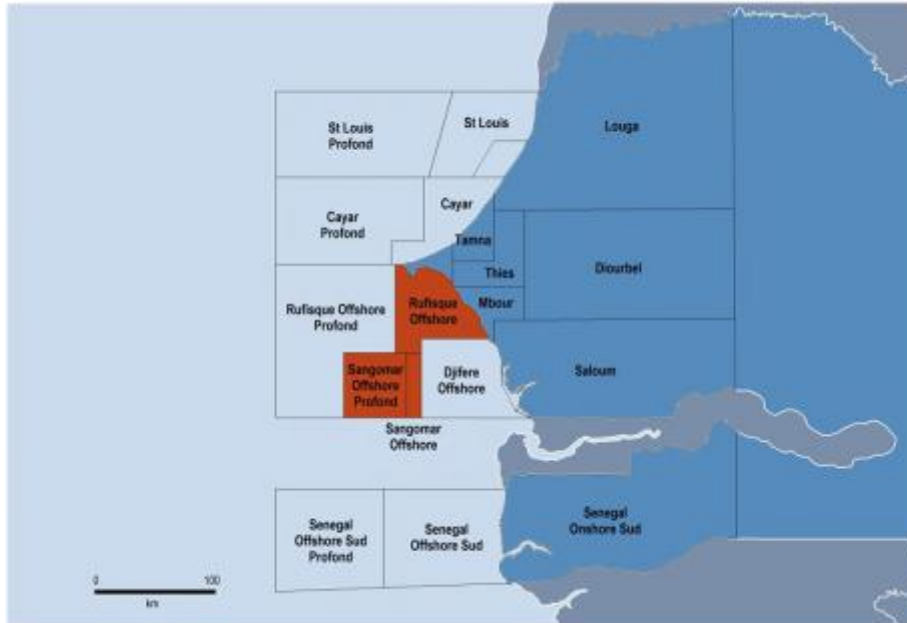 St Louis
Profond
St Louis
Louga
Cayar
Cayar
Profond
Tamna
Thies
Diourbel
Rufisque Offshore
Profond
Rufisque
Offshore
Mbour
Sangomar
Offshore
Profond
Djifere
Offshore
Saloum
Sangomar
Offshore
Senegal
Offshore Sud
Profond
Senegal
Offshore Sud
Senegal
Onshore Sud
0 100
km